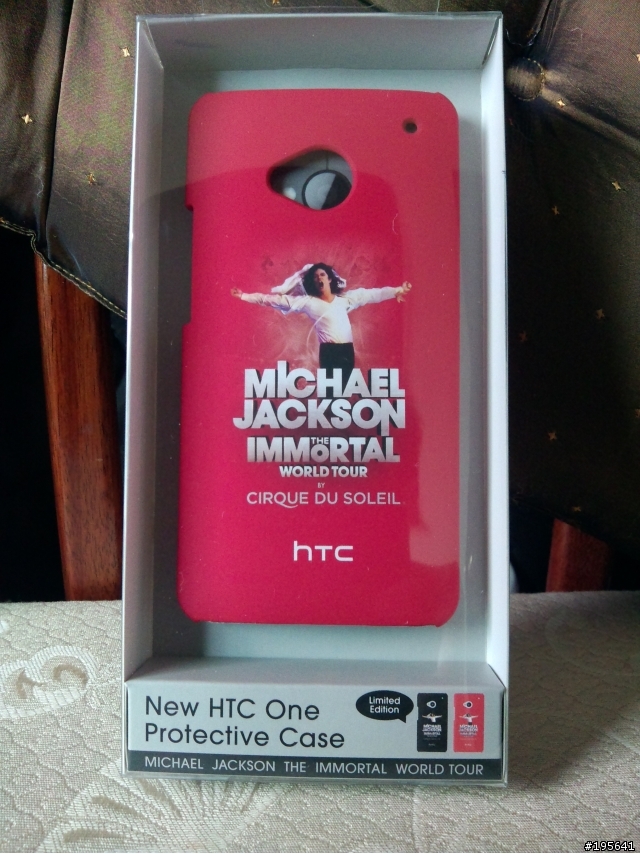 MICHAEL
JACKSON
THE
IMMORTAL
WORLD TOUR
BY
CIRQUE DU SOLEIL
hTC
New HTC One
Protective Case
Limited
Edition
MICHAEL JACKSON THE IMMORTAL WORLD TOUR
#195641